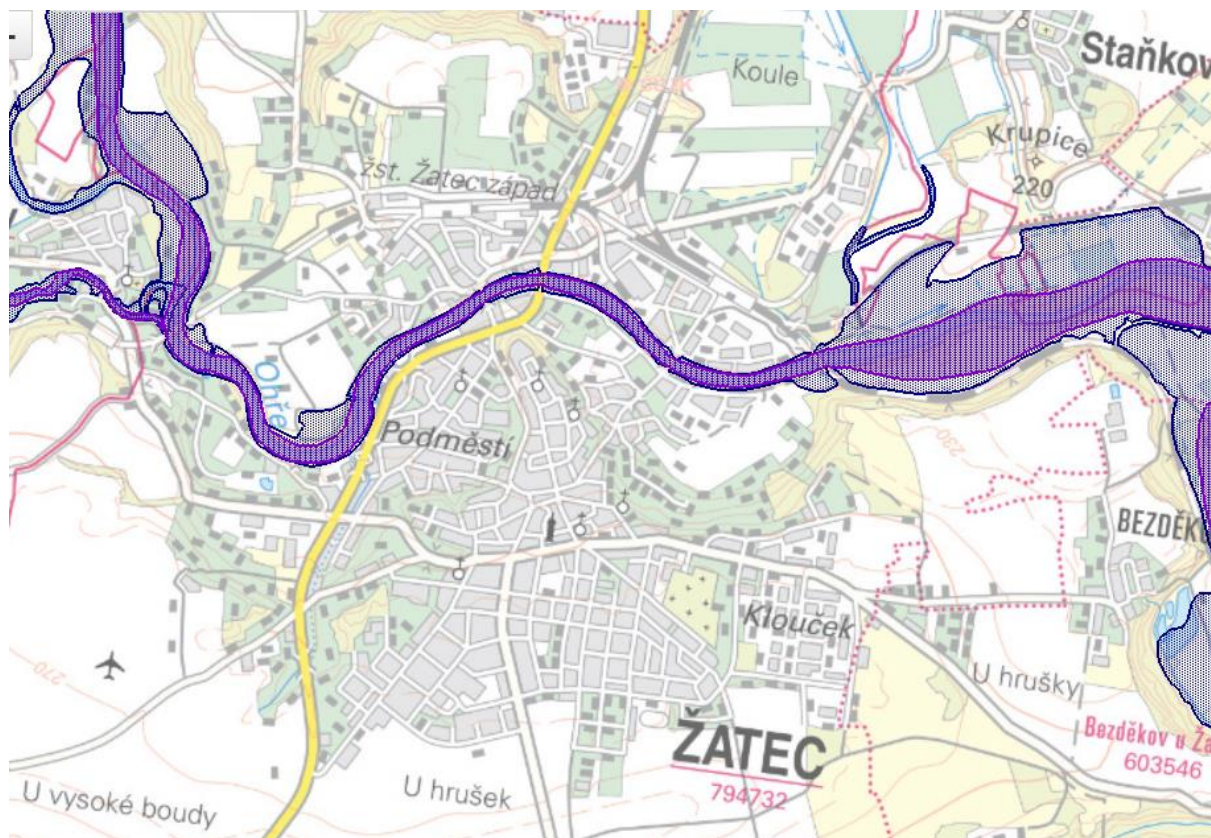 Koule
Staňkov
Krupice
220
žst. Žatec západ
Ohře
Podměstí
230
BEZDĚK
Klouček
270
U hrušky
ŽATEC
794732
Bezděkov u Ža
603546
U hrušek
U vysoké boudy